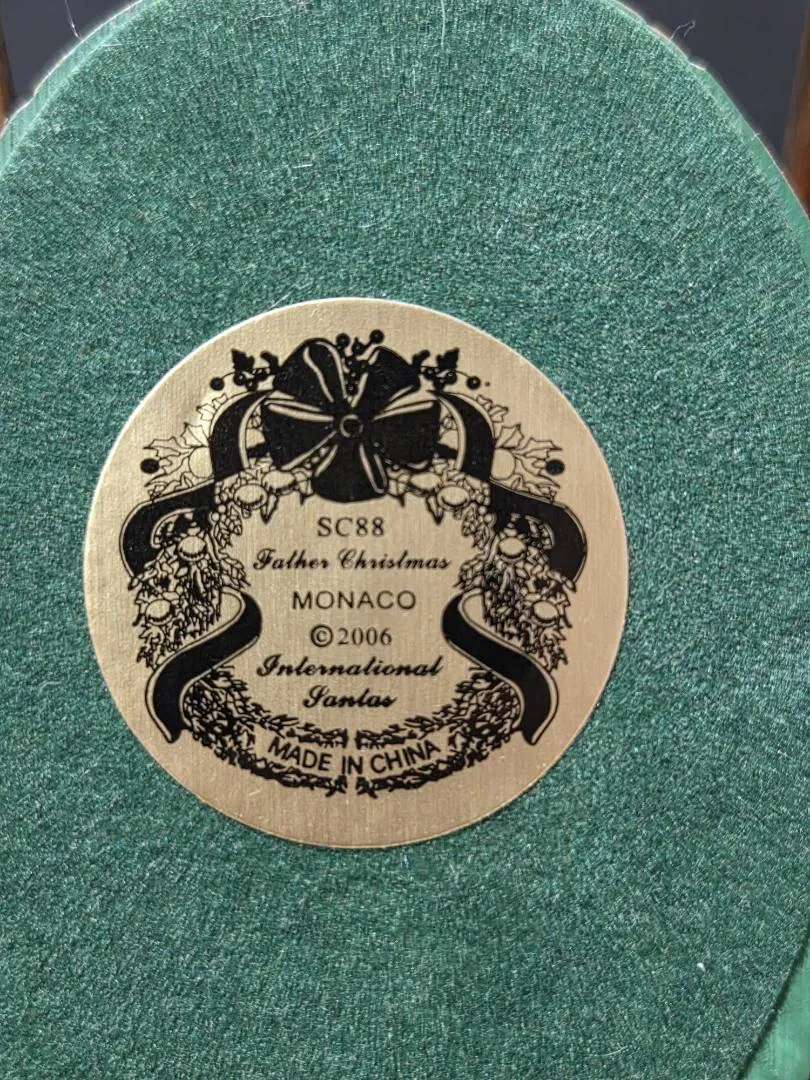 SC88
Father Christmas
MONACO
©2006
International
Santas
MADE IN CHINA